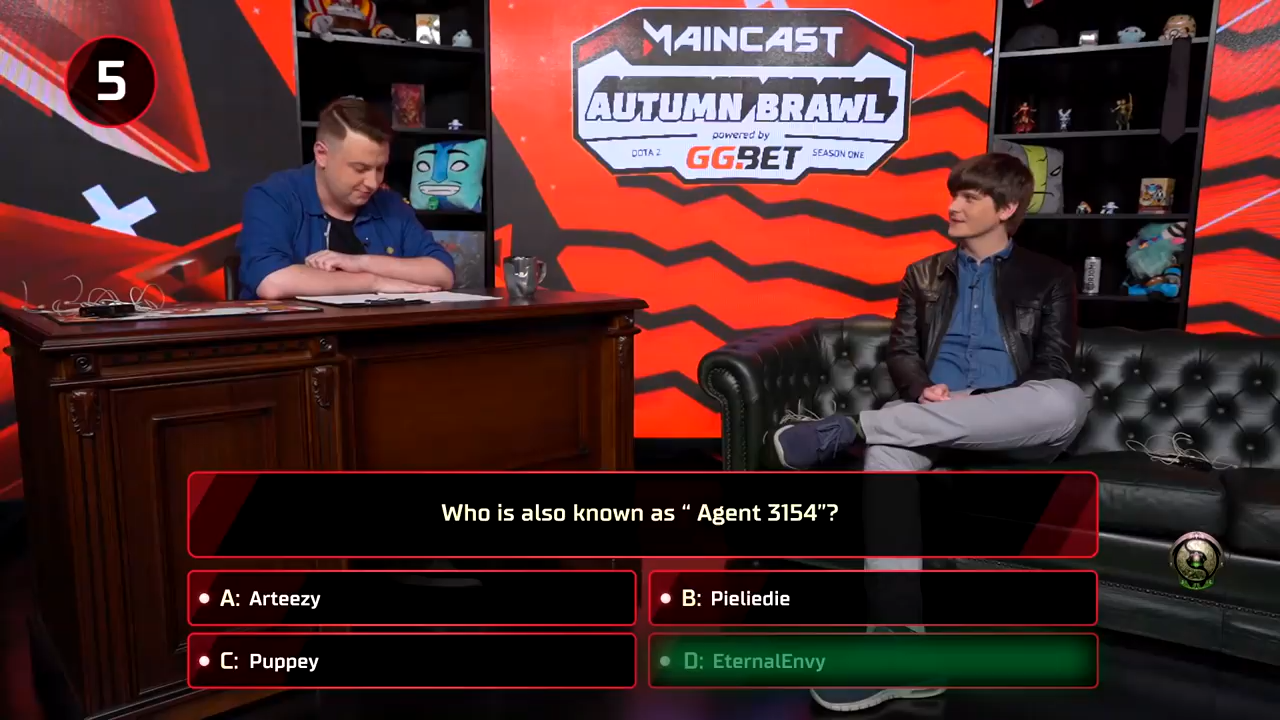 5
MAINCAST
AUTUMN BRAWL
powered by
DOTA 2
GG.BET
SEASON ONE
Who is also known as “ Agent 3154”?
A: Arteezy
B: Pieliedie
C: Puppey
D: EternalEnvy